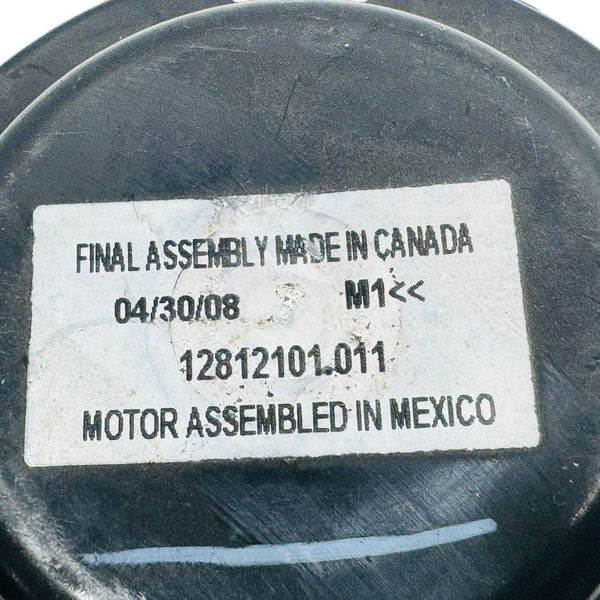 FINAL ASSEMBLY MADE IN CANADA
04/30/08 M1<<
12812101.011
MOTOR ASSEMBLED IN MEXICO